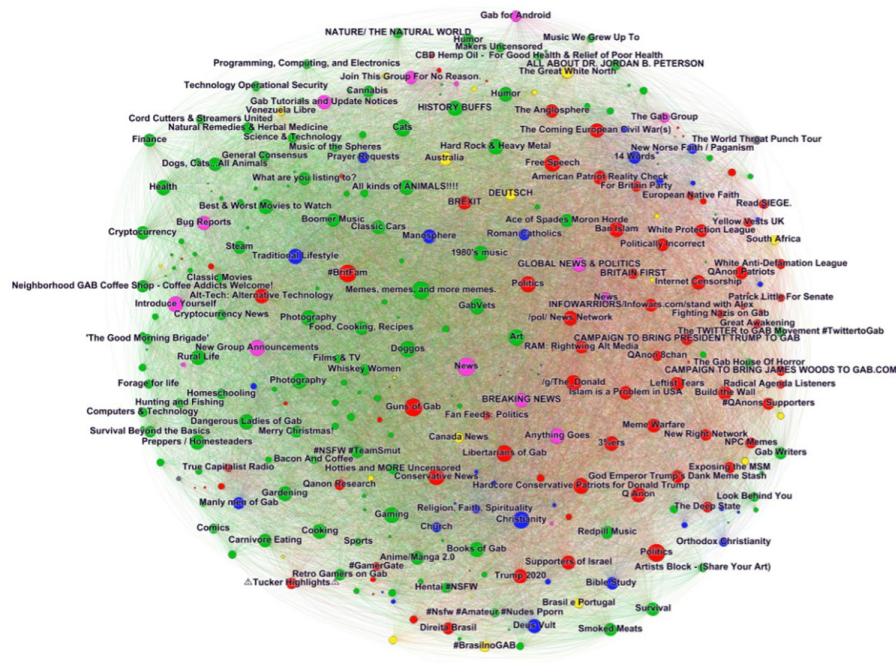 Gab for Android
NATURE/ THE NATURAL WORLD
Humor
Music We Grew Up To
Makers Uncensored
CBD Hemp Oil - For Good Health & Relief of Poor Health
Programming, Computing, and Electronics
ALL ABOUT DR. JORDAN B. PETERSON
The Great White North
Join This Group For No Reason.
Technology Operational Security
Cannabis
Humor
Gab Tutorials and Update Notices
HISTORY BUFFS
The Anglosphere
Venezuela Libre
Cord Cutters & Streamers United
The Gab Group
Natural Remedies & Herbal Medicine
Cats
The Coming European Civil War(s)
Finance
Science & Technology
The World Threat Punch Tour
Music of the Spheres
Hard Rock & Heavy Metal
New Norse Faith / Paganism
General Consensus
Prayer Requests
Australia
14 Words
Dogs, Cats...All Animals
Free Speech
What are you listing to?
American Patriot Reality Check
Health
All kinds of ANIMALS!!!!
For Britain Party
DEUTSCH
European Native Faith
BREXIT
Read SIEGE.
Best & Worst Movies to Watch
Bug Reports
Boomer Music
Ace of Spades Moron Horde
Yellow Vests UK
Classic Cars
Cryptocurrency
Manosphere
Roman Catholics
Ban Islam
White Protection League
South Africa
Steam
Politically Incorrect
Traditional Lifestyle
1980's music
GLOBAL NEWS & POLITICS
White Anti-Defamation League
#BritFam
BRITAIN FIRST
QAnon Patriots
Classic Movies
Politics
Internet Censorship
Neighborhood GAB Coffee Shop - Coffee Addicts Welcome!
Memes, memes, and more memes.
Alt-Tech: Alternative Technology
News
Patrick Little For Senate
Introduce Yourself
GabVets
INFOWARRIORS/Infowars.com/stand with Alex
Cryptocurrency News
Photography
/pol/ News Network
Fighting Nazis on Gab
Food, Cooking, Recipes
Great Awakening
The TWITTER to GAB Movement #TwittertoGab
'The Good Morning Brigade'
Art
CAMPAIGN TO BRING PRESIDENT TRUMP TO GAB
New Group Announcements
Doggos
RAM: Rightwing Alt Media
Rural Life
Films & TV
QAnon 8chan
The Gab House Of Horror
Whiskey Women
News
CAMPAIGN TO BRING JAMES WOODS TO GAB.COM
Forage for life
Photography
/g/The_Donald
Leftist Tears
Radical Agenda Listeners
Homeschooling
Islam is a Problem in USA
Build the Wall
Hunting and Fishing
BREAKING NEWS
#QAnons Supporters
Computers & Technology
Guns of Gab
Fan Feeds: Politics
Dangerous Ladies of Gab
Meme Warfare
Survival Beyond the Basics
Merry Christmas!
Canada News
Anything Goes
New Right Network
Preppers / Homesteaders
3%ers
NPC Memes
#NSFW #TeamSmut
Libertarians of Gab
Gab Writers
Bacon And Coffee
True Capitalist Radio
Hotties and MORE Uncensored
Exposing the MSM
Conservative News
God Emperor Trump's Dank Meme Stash
Qanon Research
Hardcore Conservative Patriots for Donald Trump
Gardening
Q Anon
Look Behind You
Manly men of Gab
Religion, Faith, Spirituality
The Deep State
Gaming
Christianity
Comics
Church
Cooking
Redpill Music
Carnivore Eating
Sports
Orthodox Christianity
Books of Gab
Politics
Anime/Manga 2.0
#GamerGate
Supporters of Israel
Artists Block - (Share Your Art)
Retro Gamers on Gab
Trump 2020
⚠Tucker Highlights⚠
Hentai #NSFW
Bible Study
Brasil e Portugal
Survival
#Nsfw #Amateur #Nudes Pporn
Direita Brasil
Deus Vult
Smoked Meats
#BrasilnoGAB